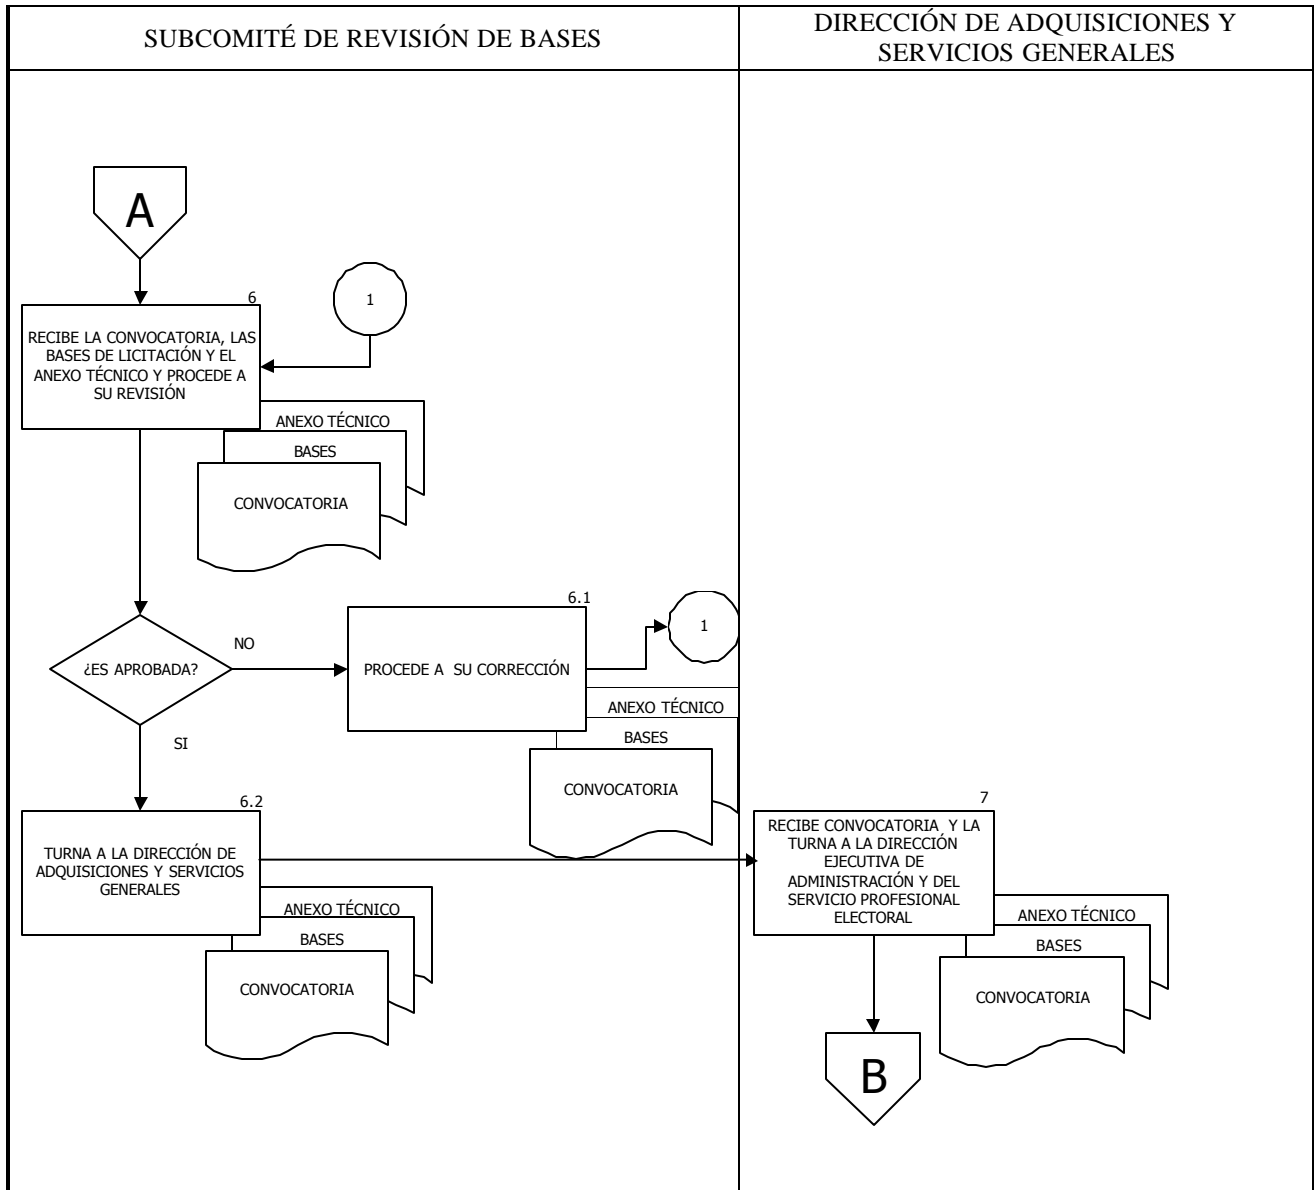 SUBCOMITÉ DE REVISIÓN DE BASES
DIRECCIÓN DE ADQUISICIONES Y
SERVICIOS GENERALES
A
6
1
RECIBE LA CONVOCATORIA, LAS
BASES DE LICITACIÓN Y EL
ANEXO TÉCNICO Y PROCEDE A
SU REVISIÓN
ANEXO TÉCNICO
BASES
CONVOCATORIA
¿ES APROBADA?
NO
6.1
PROCEDE A SU CORRECCIÓN
1
ANEXO TÉCNICO
BASES
CONVOCATORIA
SI
6.2
TURNA A LA DIRECCIÓN DE
ADQUISICIONES Y SERVICIOS
GENERALES
ANEXO TÉCNICO
BASES
CONVOCATORIA
7
RECIBE CONVOCATORIA Y LA
TURNA A LA DIRECCIÓN
EJECUTIVA DE
ADMINISTRACIÓN Y DEL
SERVICIO PROFESIONAL
ELECTORAL
ANEXO TÉCNICO
BASES
CONVOCATORIA
B